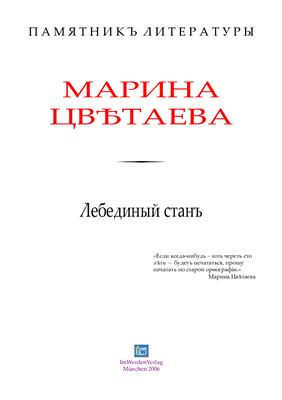 ПАМЯТНИКЪ ЛИТЕРАТУРЫ
МАРИНА
ЦВѢТАЕВА
Лебединый станъ
«Если когда-нибудь – хоть черезъ сто
лѣтъ — будетъ печататься, прошу
печатать по старой орѳографіи».
Марина Цвѣтаева
ImWerdenVerlag
München 2006